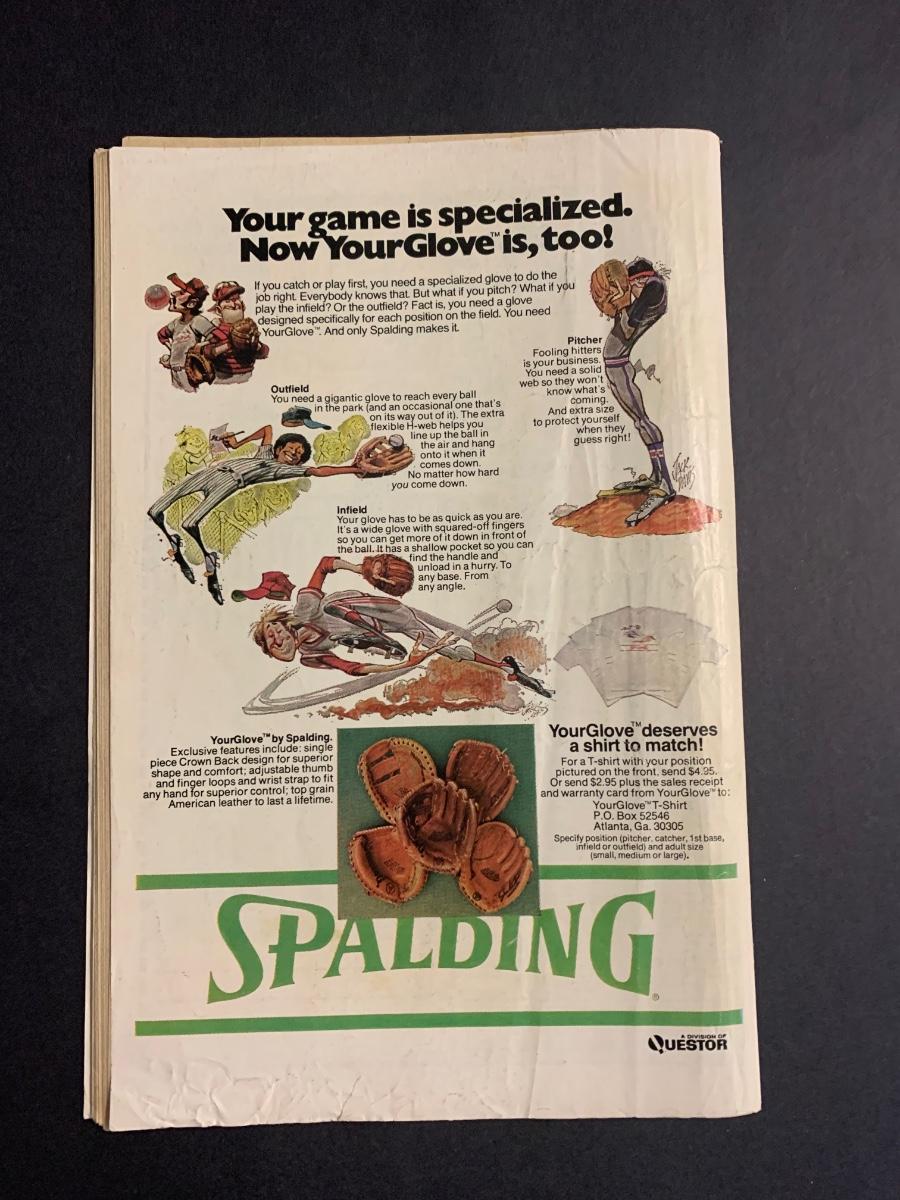 Your game is specialized.
Now YourGlove™ is, too!
If you catch or play first, you need a specialized glove to do the
job right. Everybody knows that. But what if you pitch? What if you
play the infield? Or the outfield? Fact is, you need a glove
designed specifically for each position on the field. You need
YourGlove™. And only Spalding makes it.
Pitcher
Fooling hitters
is your business.
You need a solid
web so they won't
know what's
coming.
And extra size
to protect yourself
when they
guess right!
JACK
DAVIS
Outfield
You need a gigantic glove to reach every ball
in the park (and an occasional one that's
on its way out of it). The extra
flexible H-web helps you
line up the ball in
the air and hang
onto it when it
comes down.
No matter how hard
you come down.
Infield
Your glove has to be as quick as you are.
It's a wide glove with squared-off fingers
so you can get more of it down in front of
the ball. It has a shallow pocket so you can
find the handle and
unload in a hurry. To
any base. From
any angle.
YourGlove™ by Spalding.
Exclusive features include: single
piece Crown Back design for superior
shape and comfort; adjustable thumb
and finger loops and wrist strap to fit
any hand for superior control; top grain
American leather to last a lifetime.
YourGlove™ deserves
a shirt to match!
For a T-shirt with your position
pictured on the front, send $4.95.
Or send $2.95 plus the sales receipt
and warranty card from YourGlove™ to:
YourGlove™ T-Shirt
P.O. Box 52546
Atlanta, Ga. 30305
Specify position (pitcher, catcher, 1st base,
infield or outfield) and adult size
(small, medium or large).
SPALDING®
A DIVISION OF
QUESTOR